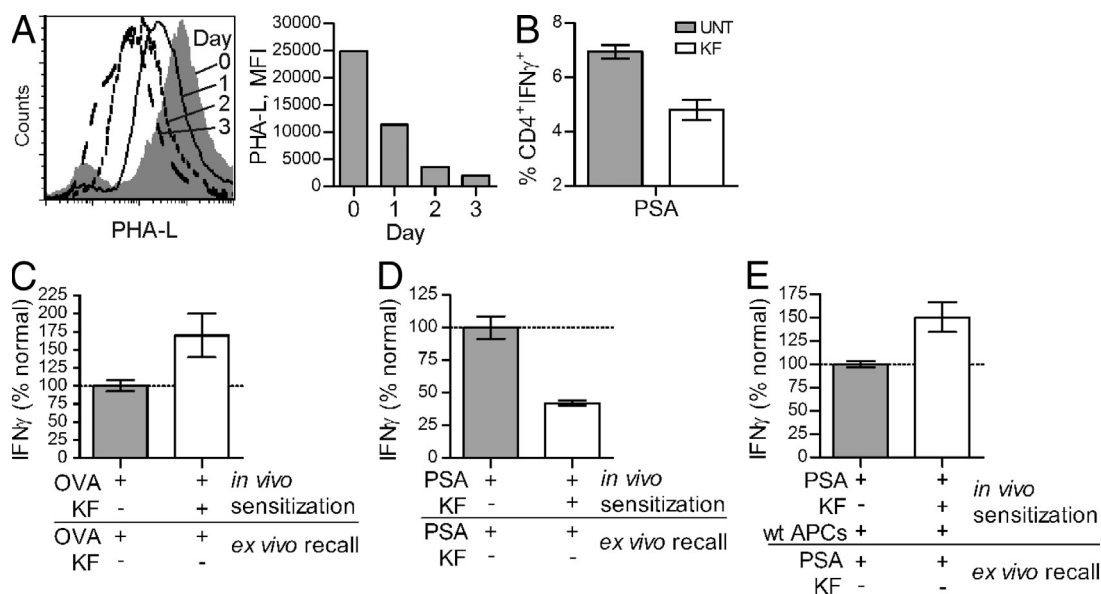 A
Day
0
1
2
3
Counts
PHA-L
PHA-L, MFI
30000
25000
20000
15000
10000
5000
0
0 1 2 3
Day
B
UNT
KF
% CD4⁺IFNγ⁺
8
6
4
2
PSA
C
IFNγ (% normal)
225
200
175
150
125
100
75
50
25
0
OVA + + in vivo
KF - + sensitization
OVA + + ex vivo recall
KF - -
D
IFNγ (% normal)
125
100
75
50
25
0
PSA + + in vivo
KF - + sensitization
PSA + + ex vivo recall
KF - -
E
IFNγ (% normal)
175
150
125
100
75
50
25
0
PSA + + in vivo
KF - + sensitization
wt APCs + +
PSA + + ex vivo recall
KF - -